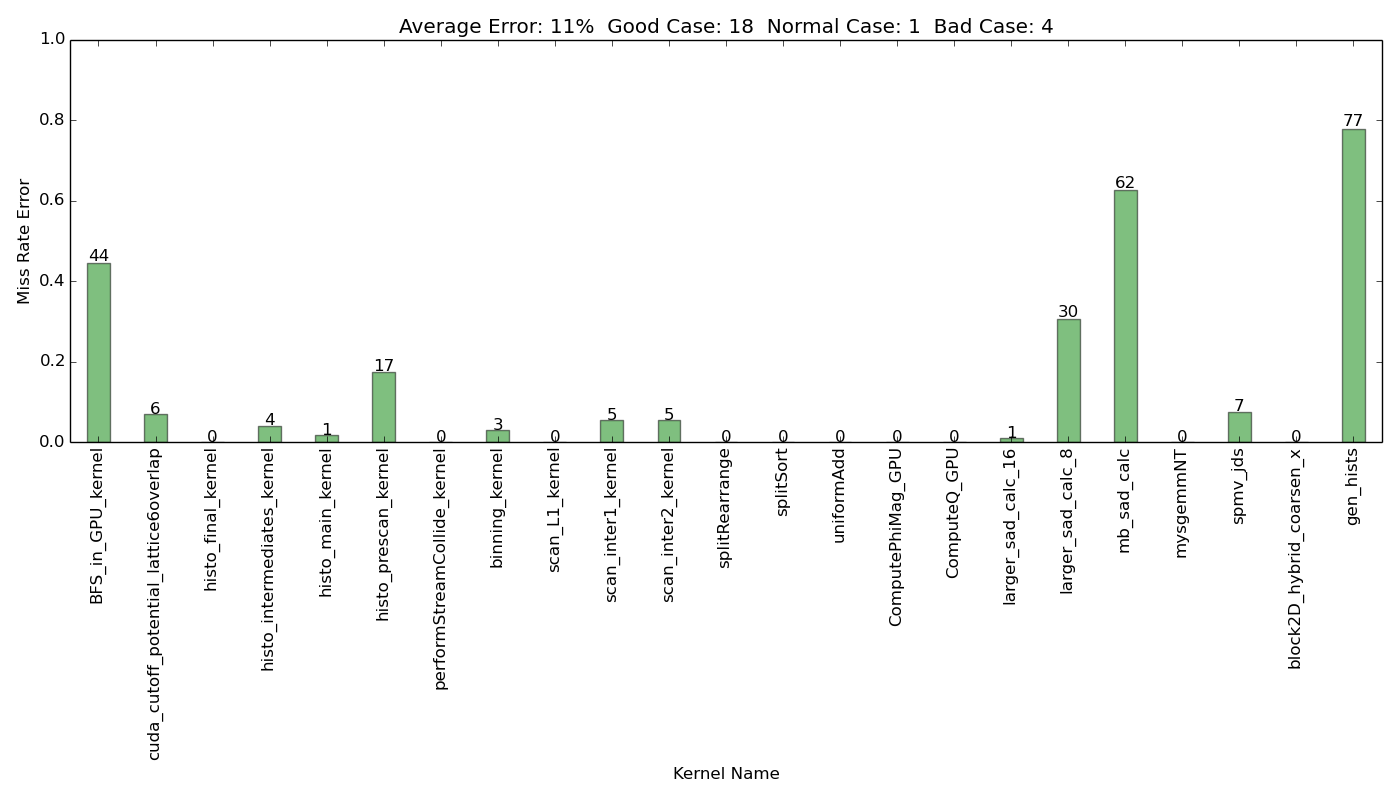 Average Error: 11%  Good Case: 18  Normal Case: 1  Bad Case: 4
Miss Rate Error
1.0
0.8
0.6
0.4
0.2
0.0
44
6
0
4
1
17
0
3
0
5
5
0
0
0
0
0
1
30
62
0
7
0
77
BFS_in_GPU_kernel
cuda_cutoff_potential_lattice6overlap
histo_final_kernel
histo_intermediates_kernel
histo_main_kernel
histo_prescan_kernel
performStreamCollide_kernel
binning_kernel
scan_L1_kernel
scan_inter1_kernel
scan_inter2_kernel
splitRearrange
splitSort
uniformAdd
ComputePhiMag_GPU
ComputeQ_GPU
larger_sad_calc_16
larger_sad_calc_8
mb_sad_calc
mysgemmNT
spmv_jds
block2D_hybrid_coarsen_x
gen_hists
Kernel Name